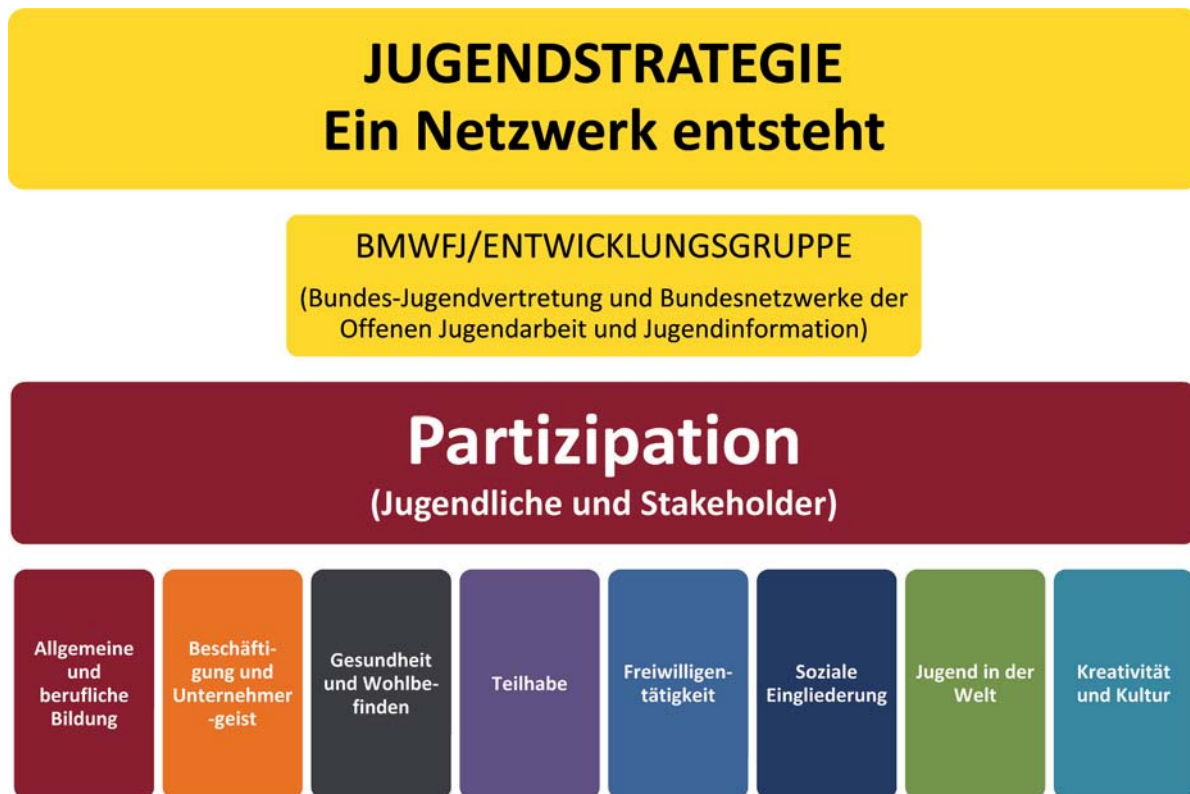 JUGENDSTRATEGIE
Ein Netzwerk entsteht
BMWFJ/ENTWICKLUNGSGRUPPE
(Bundes-Jugendvertretung und Bundesnetzwerke der
Offenen Jugendarbeit und Jugendinformation)
Partizipation
(Jugendliche und Stakeholder)
Allgemeine
und
berufliche
Bildung
Beschäfti-
gung und
Unternehmer
-geist
Gesundheit
und Wohlbe-
finden
Teilhabe
Freiwilligen-
tätigkeit
Soziale
Eingliederung
Jugend in der
Welt
Kreativität
und Kultur